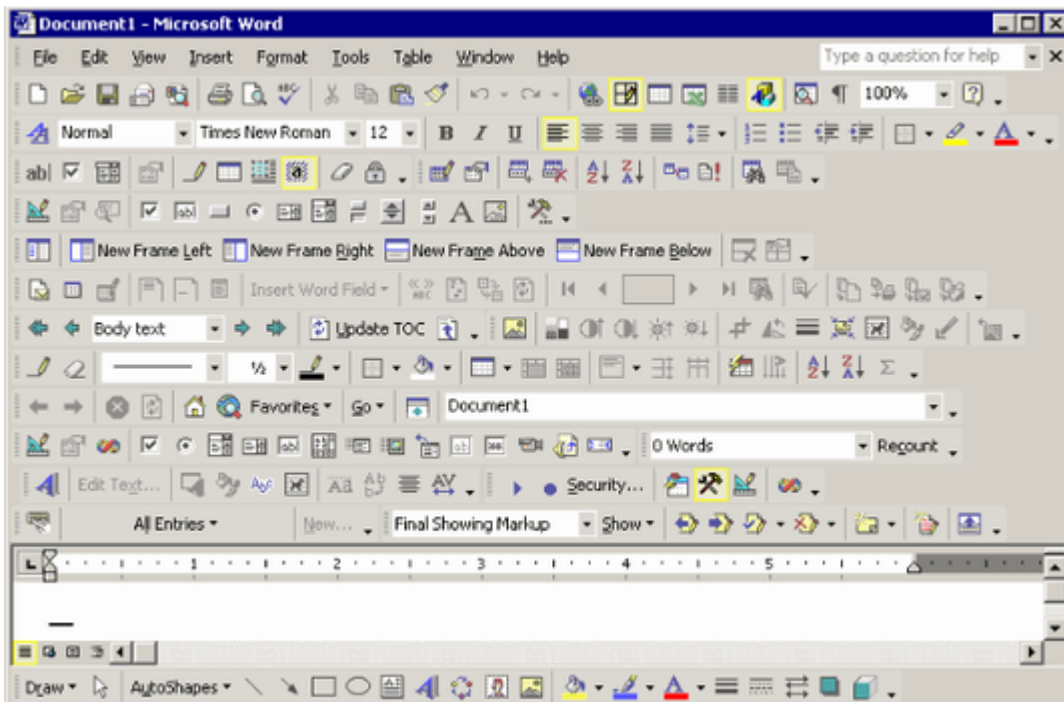 Document1 - Microsoft Word
File Edit View Insert Format Tools Table Window Help Type a question for help
100%
Normal Times New Roman 12 B I U A
ab|
A
New Frame Left New Frame Right New Frame Above New Frame Below
Insert Word Field
Body text Update TOC
½
Favorites Go Document1
0 Words Recount
Edit Text... Security...
All Entries New... Final Showing Markup Show
1 2 3 4 5
Draw AutoShapes A